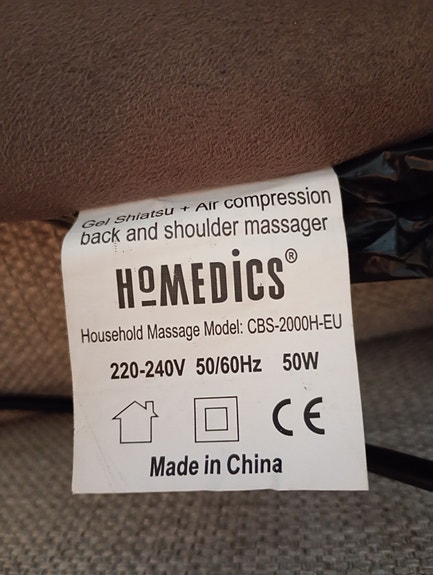 Gel Shiatsu + Air compression
back and shoulder massager
HOMEDiCS®
Household Massage Model: CBS-2000H-EU
220-240V 50/60Hz 50W
CE
Made in China